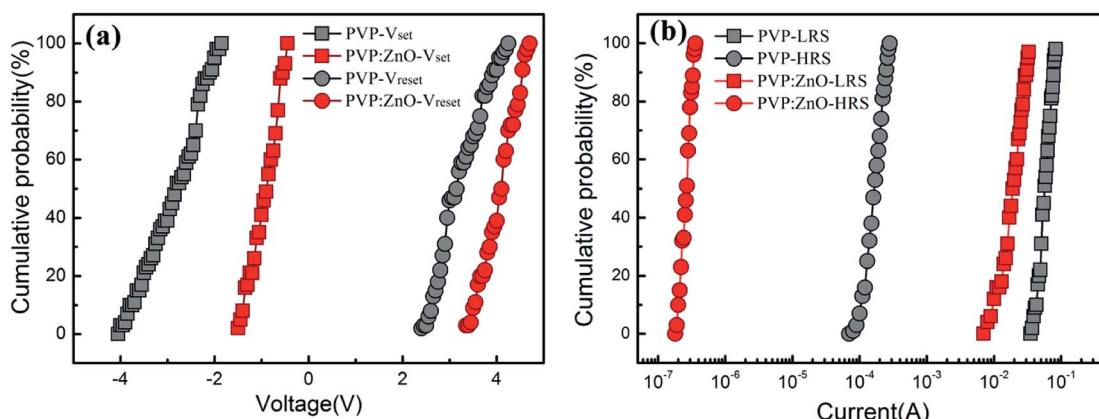 (a)
PVP-Vset
PVP:ZnO-Vset
PVP-Vreset
PVP:ZnO-Vreset
Cumulative probability(%)
100
80
60
40
20
0
-4 -2 0 2 4
Voltage(V)
(b)
PVP-LRS
PVP-HRS
PVP:ZnO-LRS
PVP:ZnO-HRS
Cumulative probability(%)
100
80
60
40
20
0
10⁻⁷ 10⁻⁶ 10⁻⁵ 10⁻⁴ 10⁻³ 10⁻² 10⁻¹
Current(A)